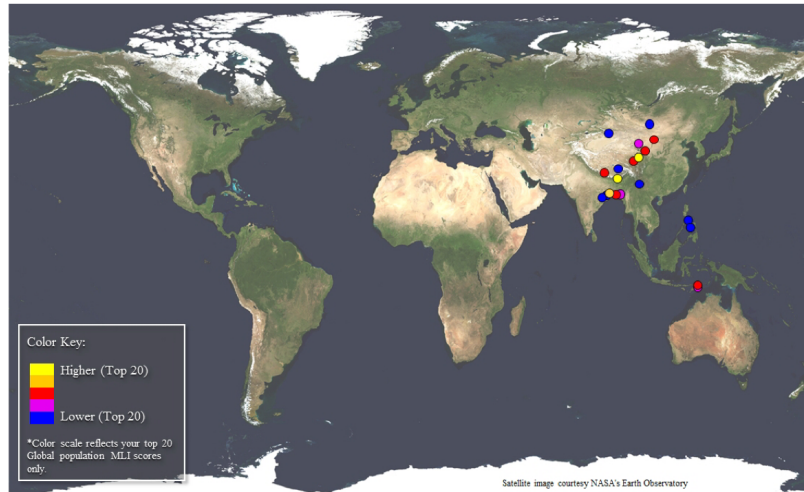 Color Key:
Higher (Top 20)
Lower (Top 20)
*Color scale reflects your top 20
Global population MLI scores
only.
Satellite image courtesy NASA's Earth Observatory